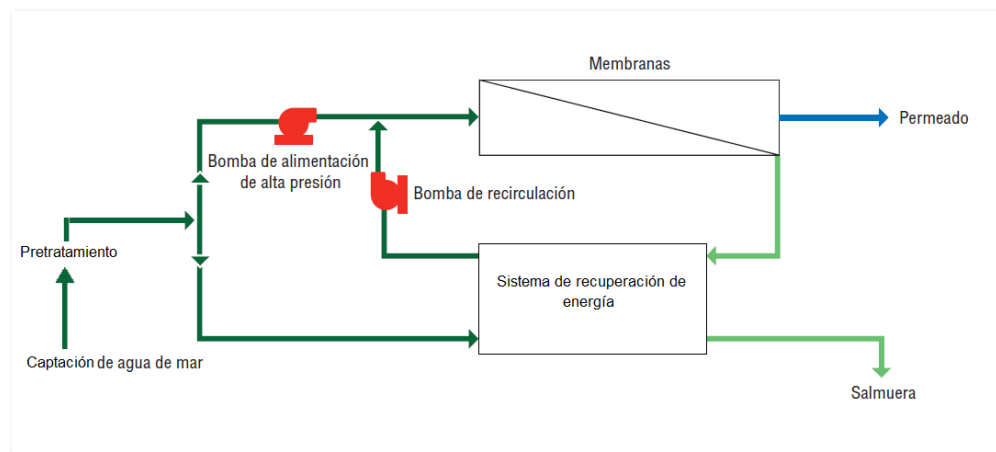 Membranas
Permeado
Bomba de alimentación
de alta presión
Bomba de recirculación
Pretratamiento
Sistema de recuperación de
energía
Captación de agua de mar
Salmuera